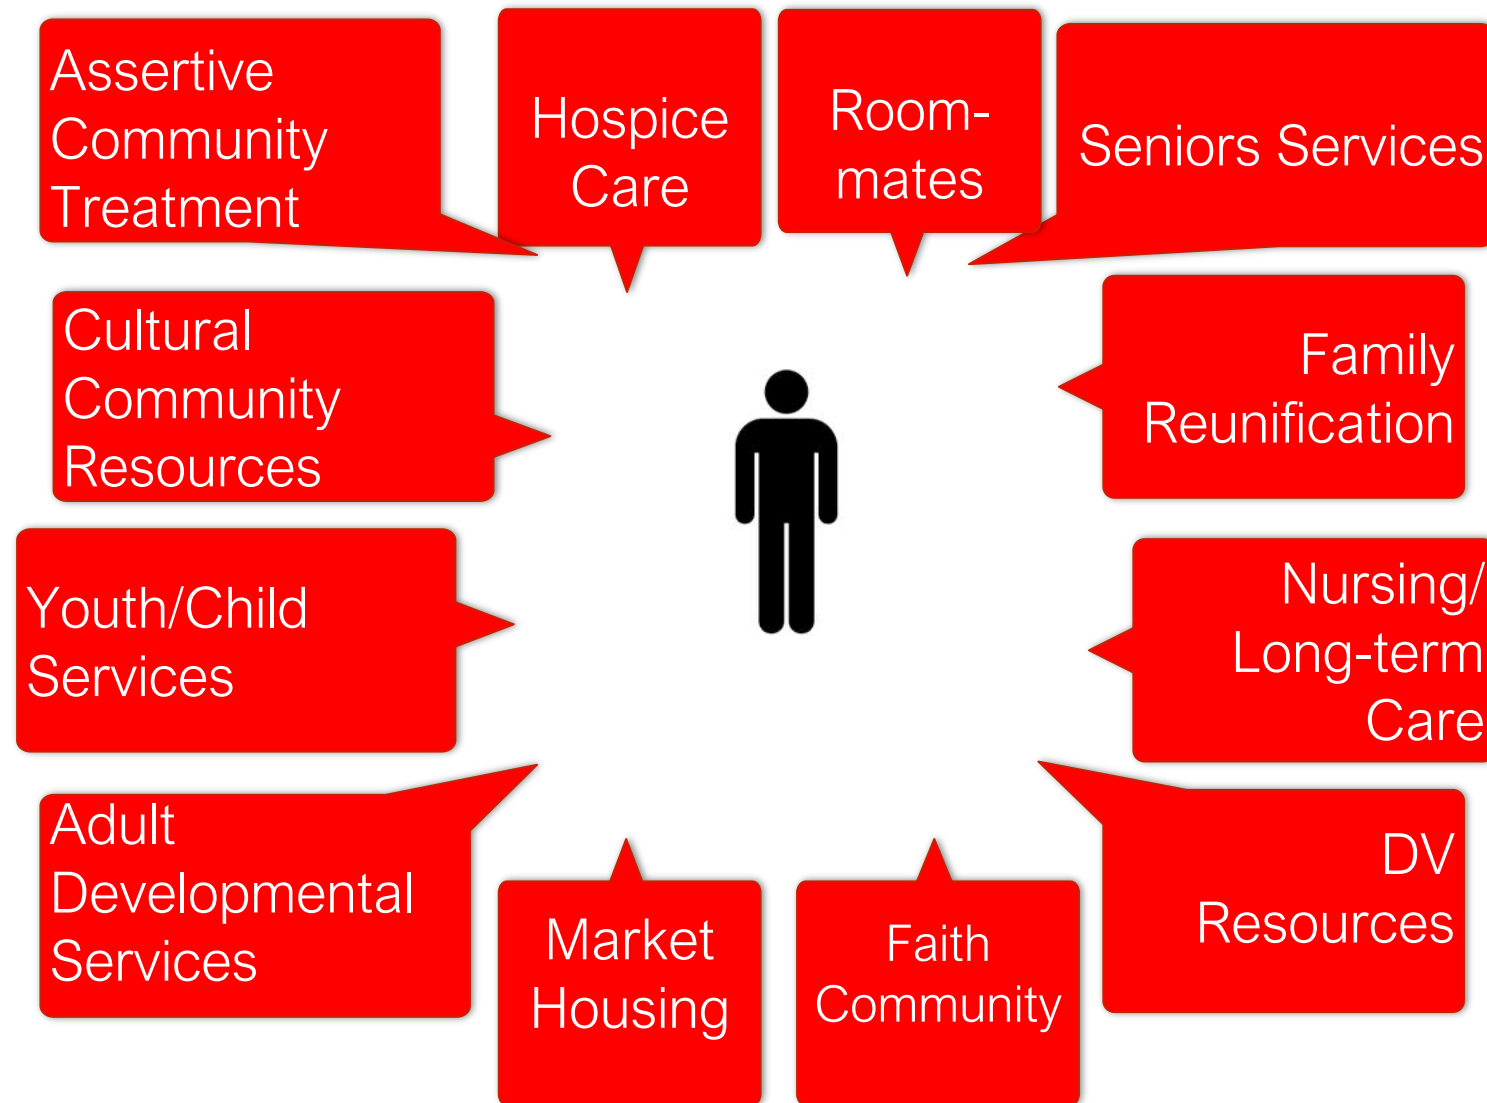 Assertive
Community
Treatment
Hospice
Care
Room-
mates
Seniors Services
Cultural
Community
Resources
Family
Reunification
Youth/Child
Services
Nursing/
Long-term
Care
Adult
Developmental
Services
Market
Housing
Faith
Community
DV
Resources